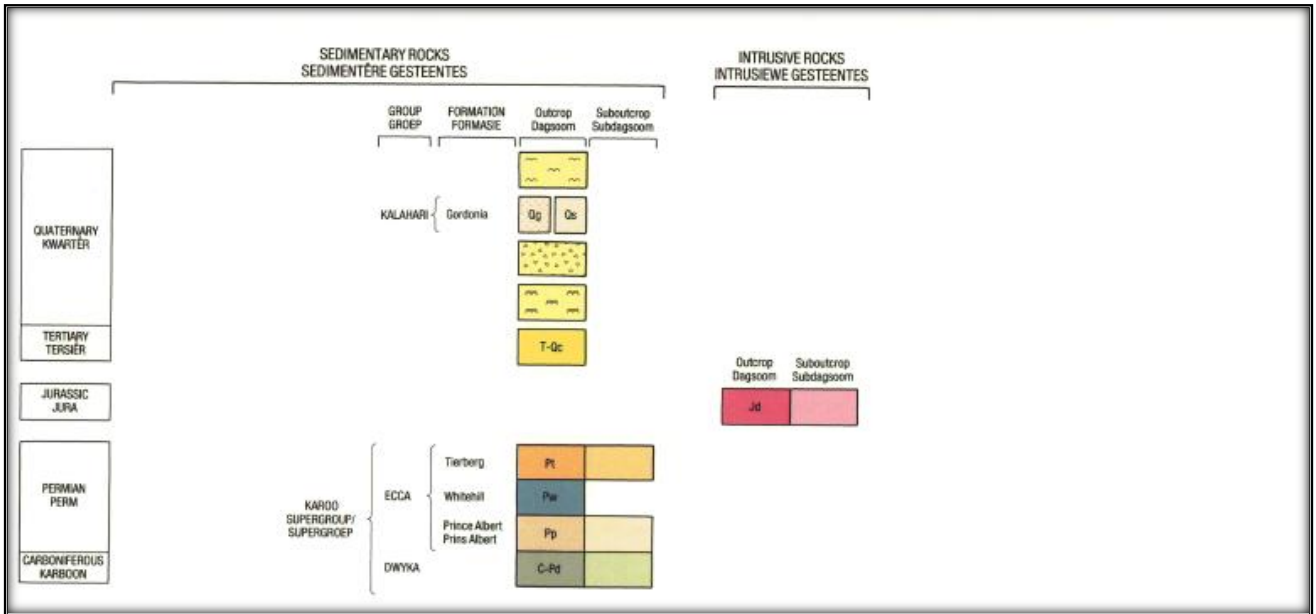 SEDIMENTARY ROCKS
SEDIMENTÊRE GESTEENTES
INTRUSIVE ROCKS
INTRUSIEWE GESTEENTES
GROUP
GROEP
FORMATION
FORMASIE
Outcrop
Dagsoom
Suboutcrop
Subdagsoom
QUATERNARY
KWARTÊR
KALAHARI
Gordonia
Qg
Qs
TERTIARY
TERSIÊR
T-Qc
Outcrop
Dagsoom
Suboutcrop
Subdagsoom
JURASSIC
JURA
Jd
PERMIAN
PERM
KAROO
SUPERGROUP/
SUPERGROEP
ECCA
Tierberg
Pt
Whitehill
Pw
Prince Albert
Prins Albert
Pp
CARBONIFEROUS
KARBOON
DWYKA
C-Pd